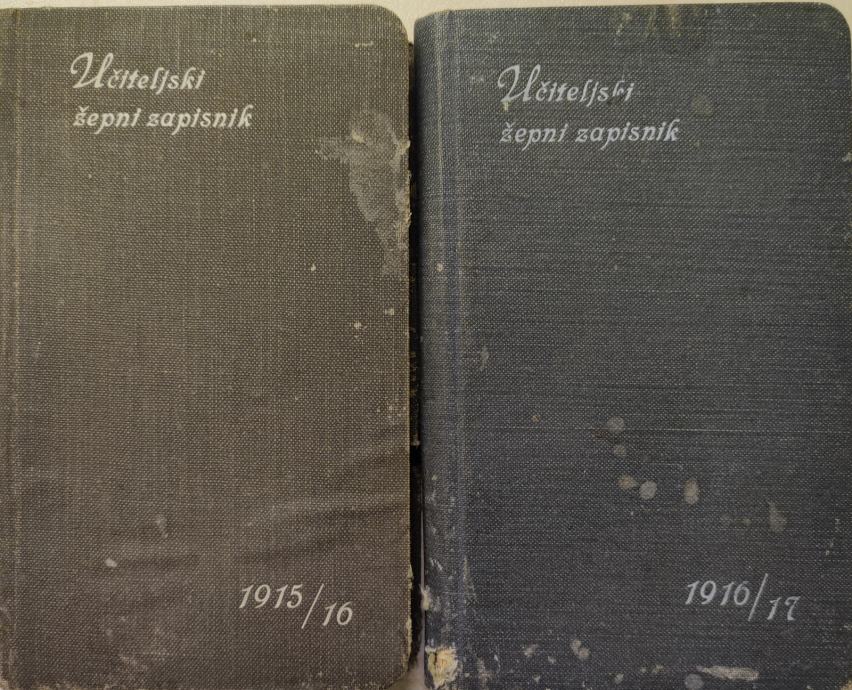 Učiteljski
žepni zapisnik
1915/16
Učiteljski
žepni zapisnik
1916/17